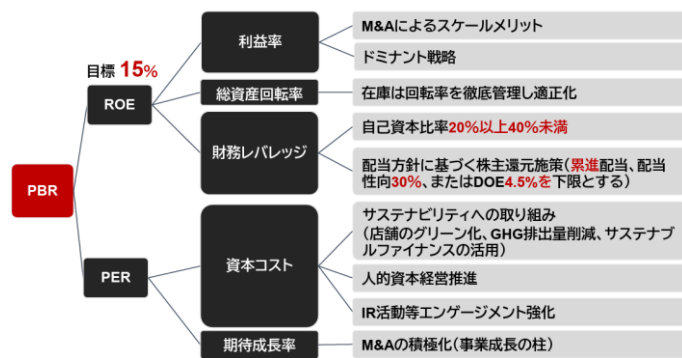 PBR
目標 15%
ROE
利益率
M&Aによるスケールメリット
ドミナント戦略
総資産回転率
在庫は回転率を徹底管理し適正化
財務レバレッジ
自己資本比率20%以上40%未満
配当方針に基づく株主還元施策(累進配当、配当
性向30%、またはDOE4.5%を下限とする)
PER
資本コスト
サステナビリティへの取り組み
(店舗のグリーン化、GHG排出量削減、サステナブ
ルファイナンスの活用)
人的資本経営推進
IR活動等エンゲージメント強化
期待成長率
M&Aの積極化(事業成長の柱)